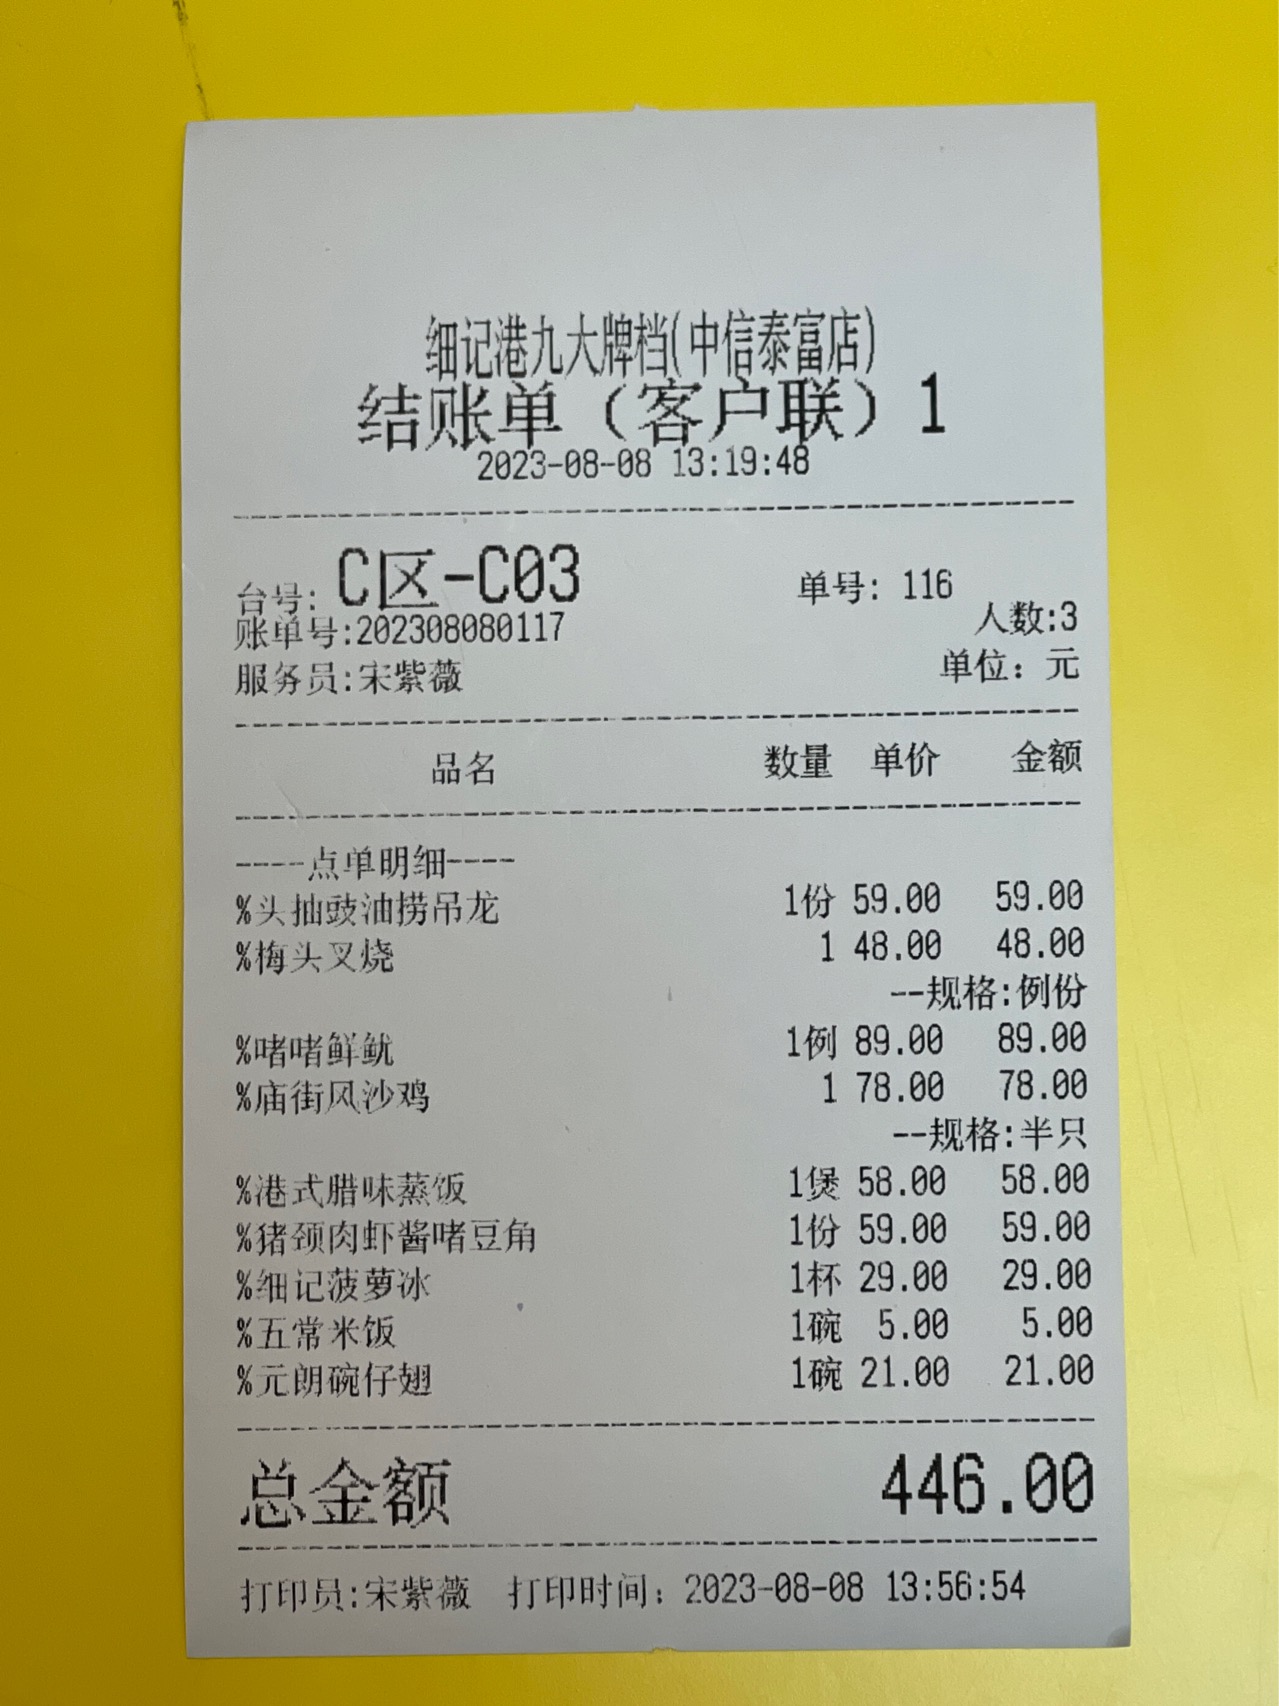 细记港九大牌档(中信泰富店)
结账单（客户联）1
2023-08-08 13:19:48
台号: C区-C03 单号: 116
账单号:202308080117 人数:3
服务员:宋紫薇 单位：元
品名 数量 单价 金额
----点单明细----
%头抽豉油捞吊龙 1份 59.00 59.00
%梅头叉烧 1 48.00 48.00
--规格:例份
%啫啫鲜鱿 1例 89.00 89.00
%庙街风沙鸡 1 78.00 78.00
--规格:半只
%港式腊味蒸饭 1煲 58.00 58.00
%猪颈肉虾酱啫豆角 1份 59.00 59.00
%细记菠萝冰 1杯 29.00 29.00
%五常米饭 1碗 5.00 5.00
%元朗碗仔翅 1碗 21.00 21.00
总金额 446.00
打印员:宋紫薇 打印时间：2023-08-08 13:56:54